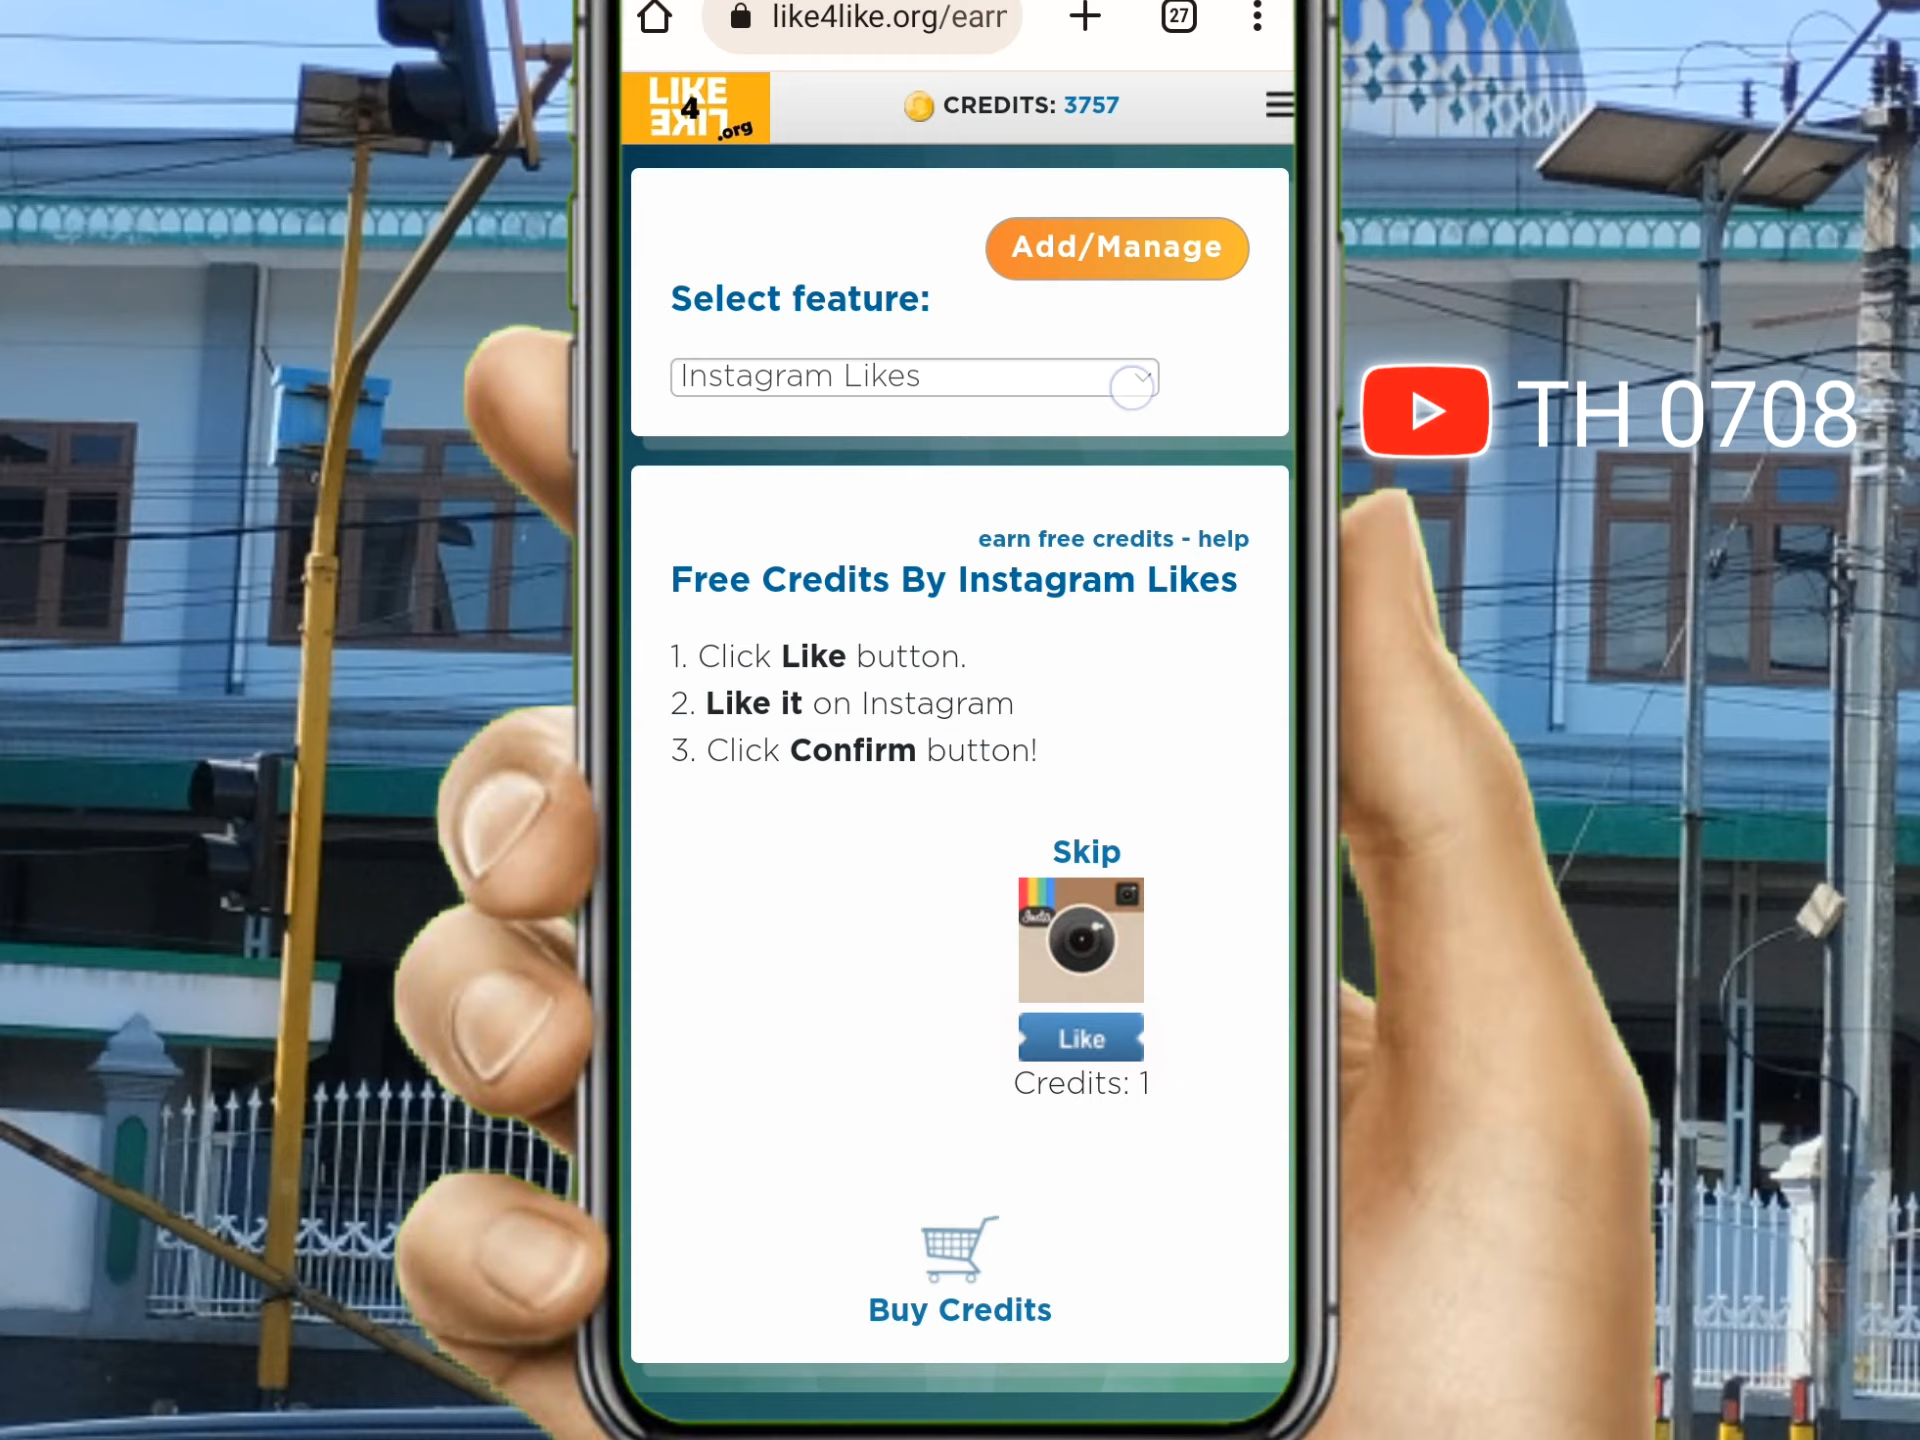 like4like.org/earr
27
LIKE
4
LIKE
.org
CREDITS: 3757
Add/Manage
Select feature:
Instagram Likes
earn free credits - help
Free Credits By Instagram Likes
1. Click Like button.
2. Like it on Instagram
3. Click Confirm button!
Skip
Insta
Like
Credits: 1
Buy Credits
TH 0708